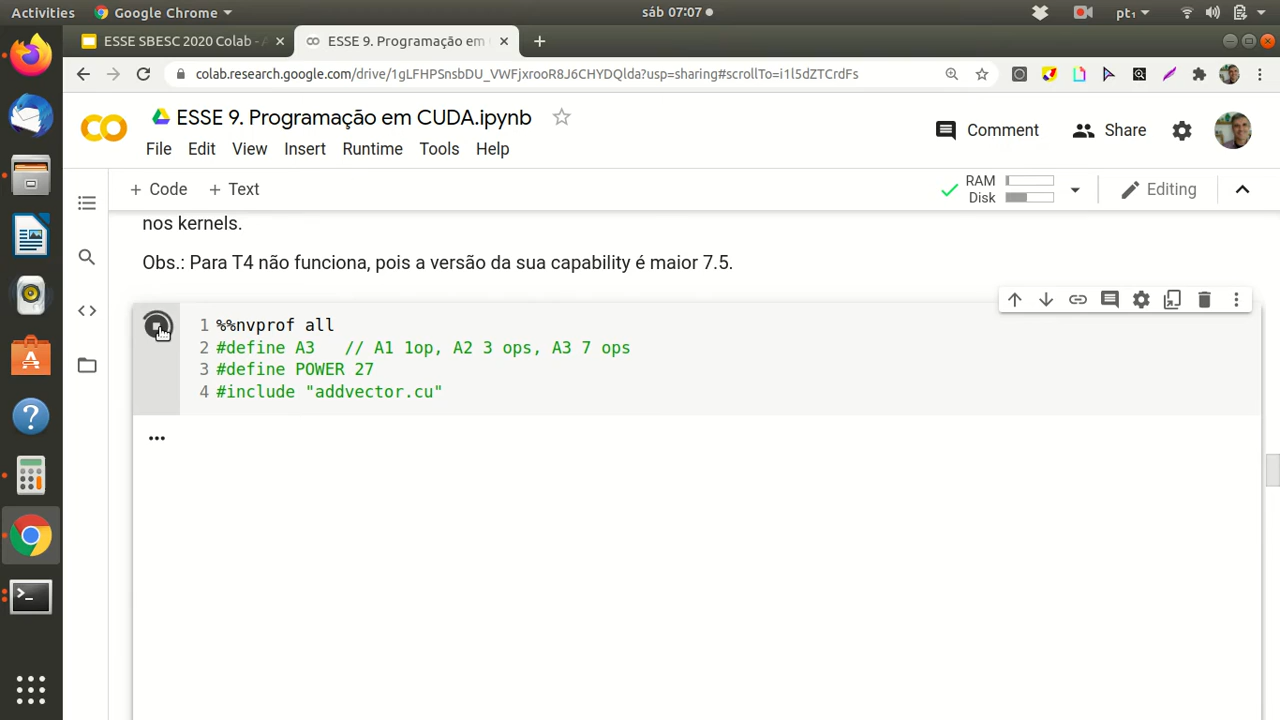 Activities Google Chrome sáb 07:07 pt₁
ESSE SBESC 2020 Colab - A × ESSE 9. Programação em × +
colab.research.google.com/drive/1gLFHPSnsbDU_VWFjxrooR8J6CHYDQlda?usp=sharing#scrollTo=i1l5dZTCrdFs
ESSE 9. Programação em CUDA.ipynb
Comment Share
File Edit View Insert Runtime Tools Help
+ Code + Text RAM Disk Editing
nos kernels.
Obs.: Para T4 não funciona, pois a versão da sua capability é maior 7.5.
1 %%nvprof all
2 #define A3 // A1 1op, A2 3 ops, A3 7 ops
3 #define POWER 27
4 #include "addvector.cu"
...